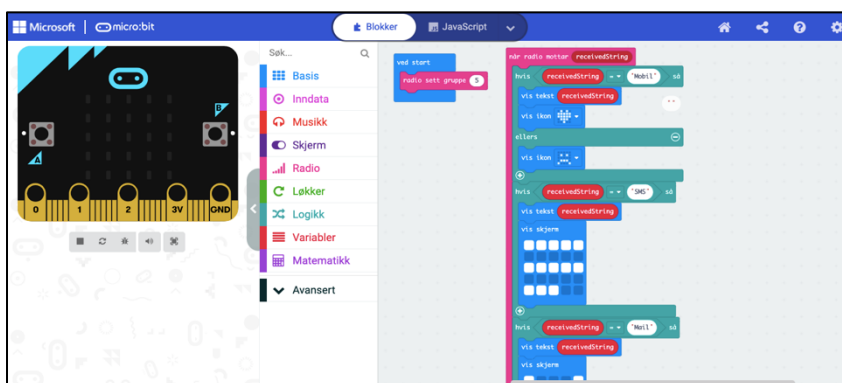 Microsoft micro:bit Blokker JavaScript
Søk...
Basis
Inndata
Musikk
Skjerm
Radio
Løkker
Logikk
Variabler
Matematikk
Avansert
A
B
0 1 2 3V GND
ved start
radio sett gruppe 5
når radio mottar receivedString
hvis receivedString = "Mobil" så
vis tekst receivedString
vis ikon
ellers
vis ikon
hvis receivedString = "SMS" så
vis tekst receivedString
vis skjerm
hvis receivedString = "Mail" så
vis tekst receivedString
vis skjerm